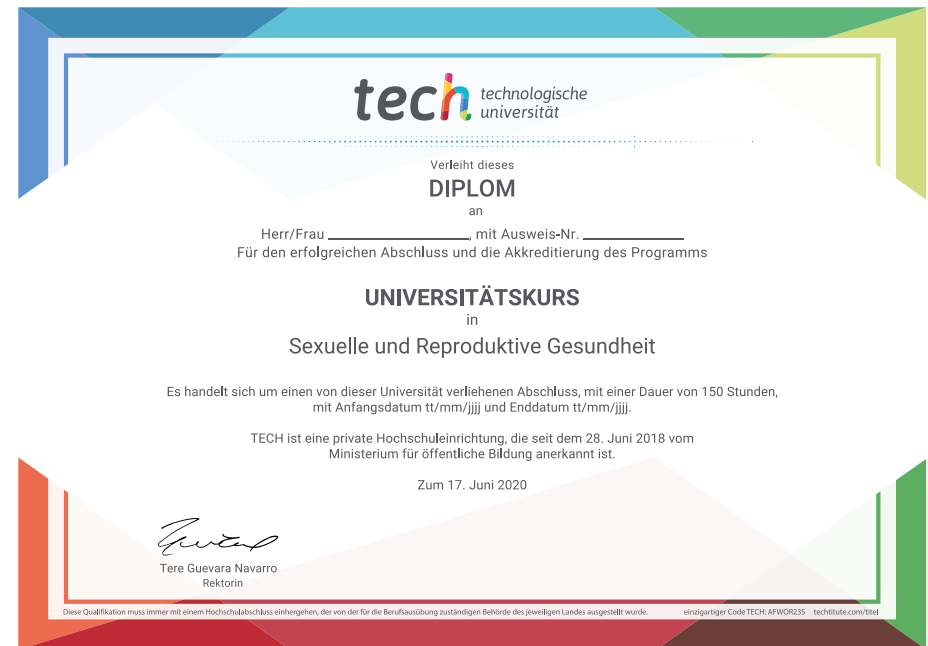 tech technologische
universität
Verleiht dieses
DIPLOM
an
Herr/Frau ____________, mit Ausweis-Nr. ____________
Für den erfolgreichen Abschluss und die Akkreditierung des Programms
UNIVERSITÄTSKURS
in
Sexuelle und Reproduktive Gesundheit
Es handelt sich um einen von dieser Universität verliehenen Abschluss, mit einer Dauer von 150 Stunden,
mit Anfangsdatum tt/mm/jjjj und Enddatum tt/mm/jjjj.
TECH ist eine private Hochschuleinrichtung, die seit dem 28. Juni 2018 vom
Ministerium für öffentliche Bildung anerkannt ist.
Zum 17. Juni 2020
Tere Guevara Navarro
Rektorin
Diese Qualifikation muss immer mit einem Hochschulabschluss einhergehen, der von der für die Berufsausübung zuständigen Behörde des jeweiligen Landes ausgestellt wurde. einzigartiger Code TECH: AFWOR235 techtitute.com/titel